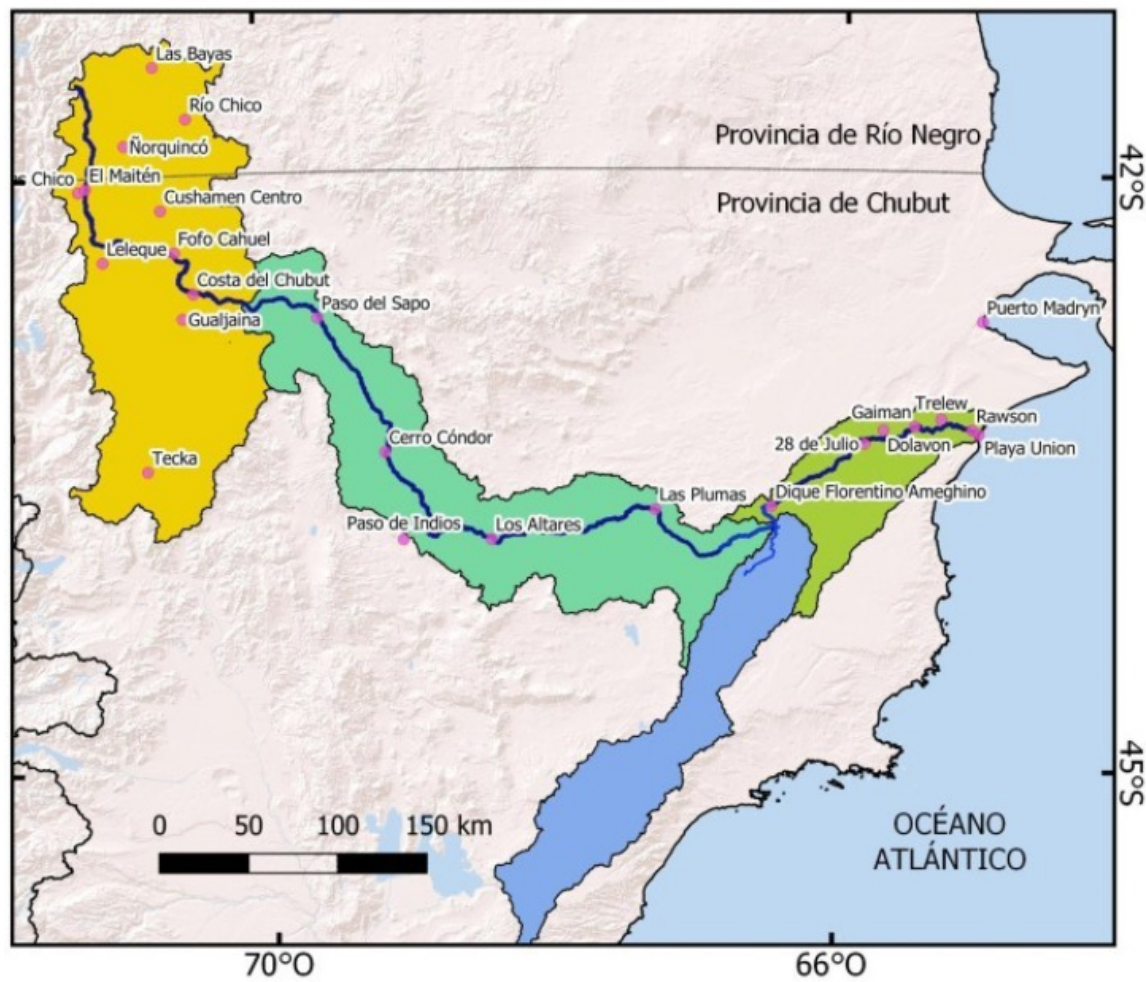 Las Bayas
Río Chico
Provincia de Río Negro
Ñorquincó
42°S
Chico
El Maitén
Cushamen Centro
Provincia de Chubut
Fofo Cahuel
Leleque
Costa del Chubut
Paso del Sapo
Puerto Madryn
Gualjaina
Trelew
Gaiman
Rawson
28 de Julio
Dolavon
Playa Union
Cerro Cóndor
Tecka
Las Plumas
Dique Florentino Ameghino
Paso de Indios
Los Altares
45°S
0 50 100 150 km
OCÉANO
ATLÁNTICO
70°O
66°O